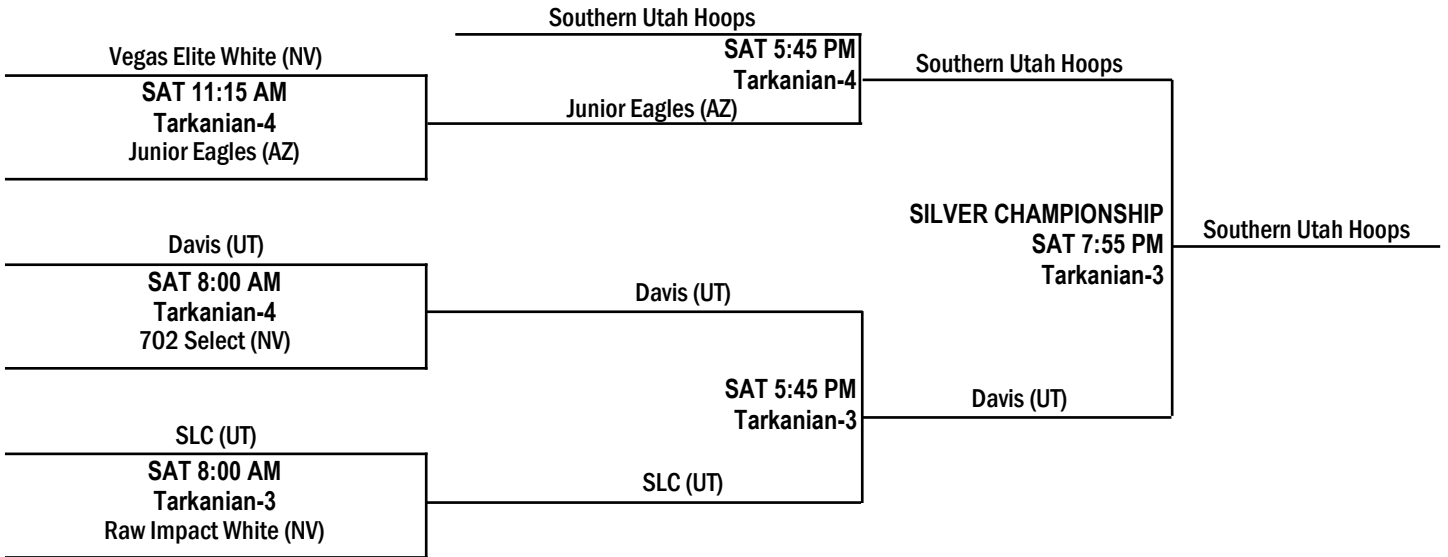 Southern Utah Hoops
Vegas Elite White (NV)
SAT 5:45 PM
Tarkanian-4
Southern Utah Hoops
SAT 11:15 AM
Tarkanian-4
Junior Eagles (AZ)
Junior Eagles (AZ)
SILVER CHAMPIONSHIP
SAT 7:55 PM
Tarkanian-3
Southern Utah Hoops
Davis (UT)
SAT 8:00 AM
Tarkanian-4
702 Select (NV)
Davis (UT)
SAT 5:45 PM
Tarkanian-3
Davis (UT)
SLC (UT)
SAT 8:00 AM
Tarkanian-3
Raw Impact White (NV)
SLC (UT)